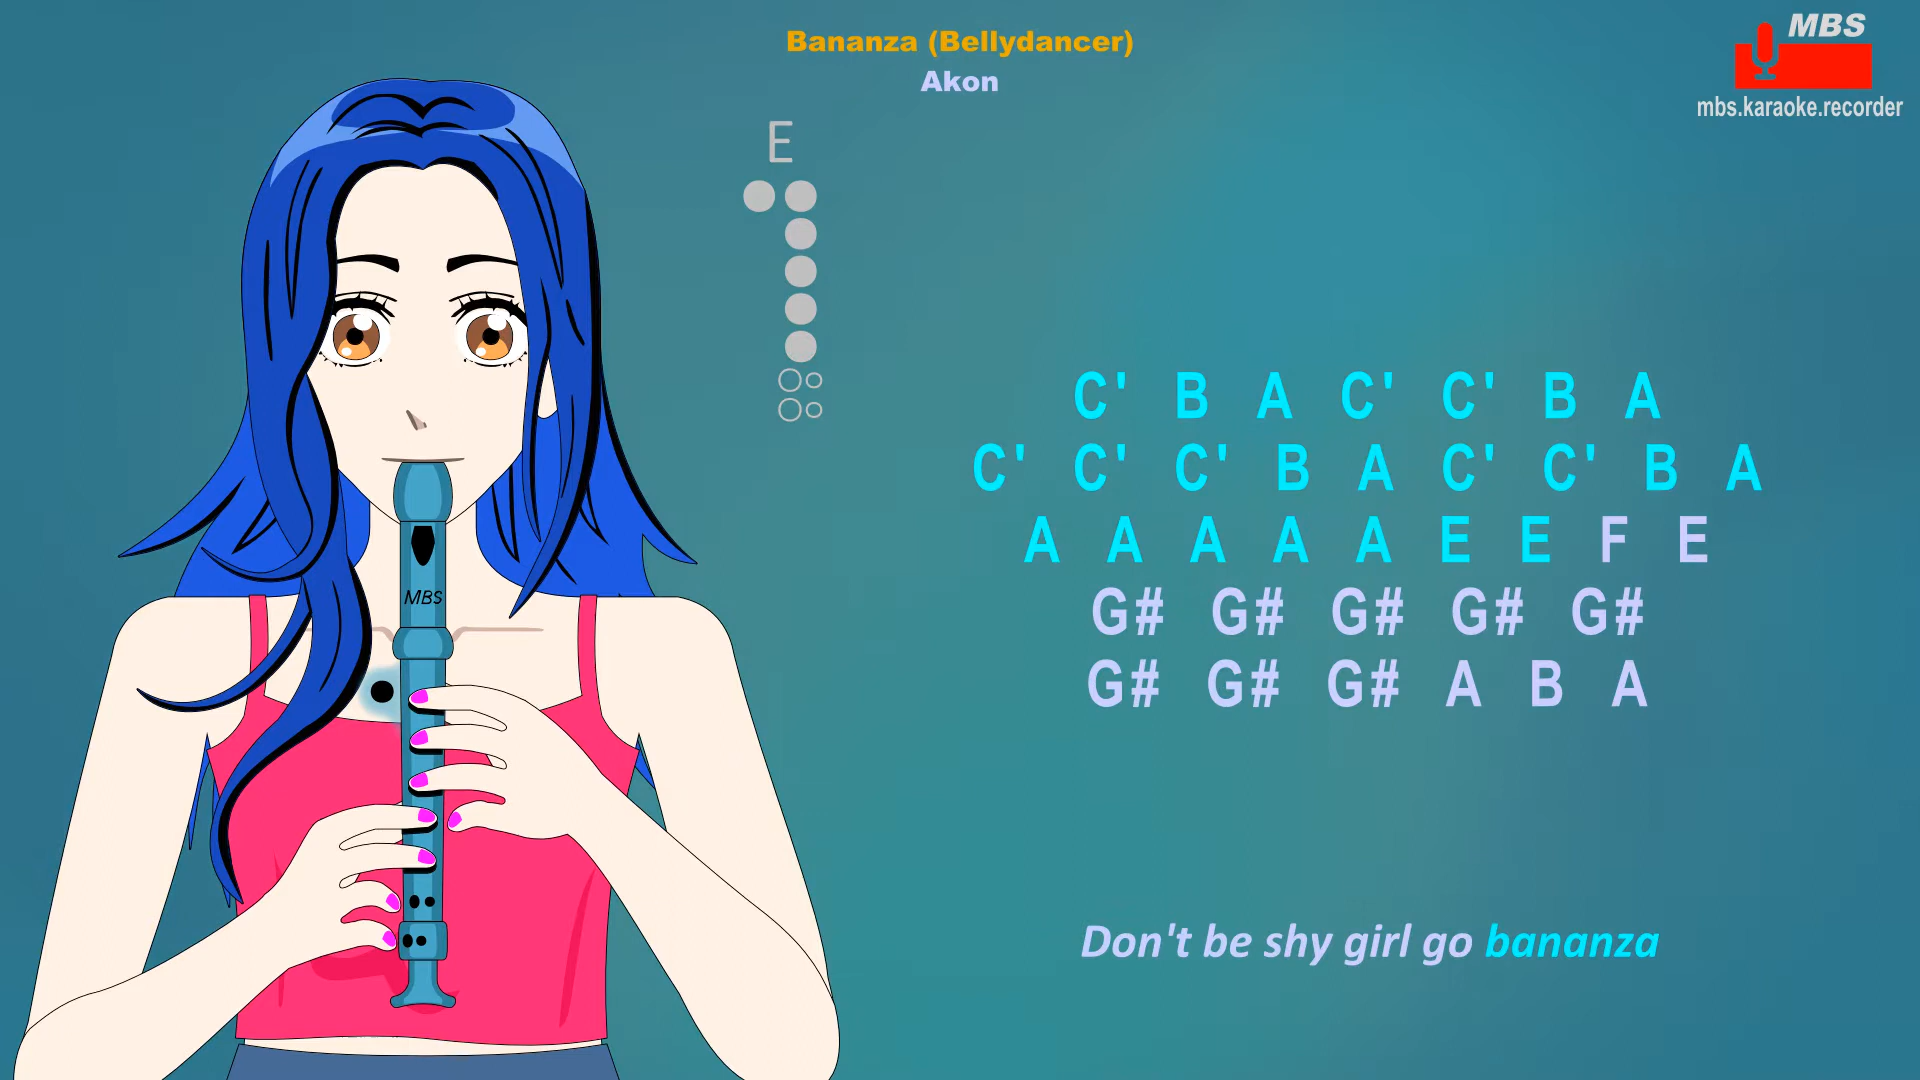 Bananza (Bellydancer)
Akon
MBS
mbs.karaoke.recorder
E
C' B A C' C' B A
C' C' C' B A C' C' B A
A A A A A E E F E
G# G# G# G# G#
G# G# G# A B A
MBS
Don't be shy girl go bananza